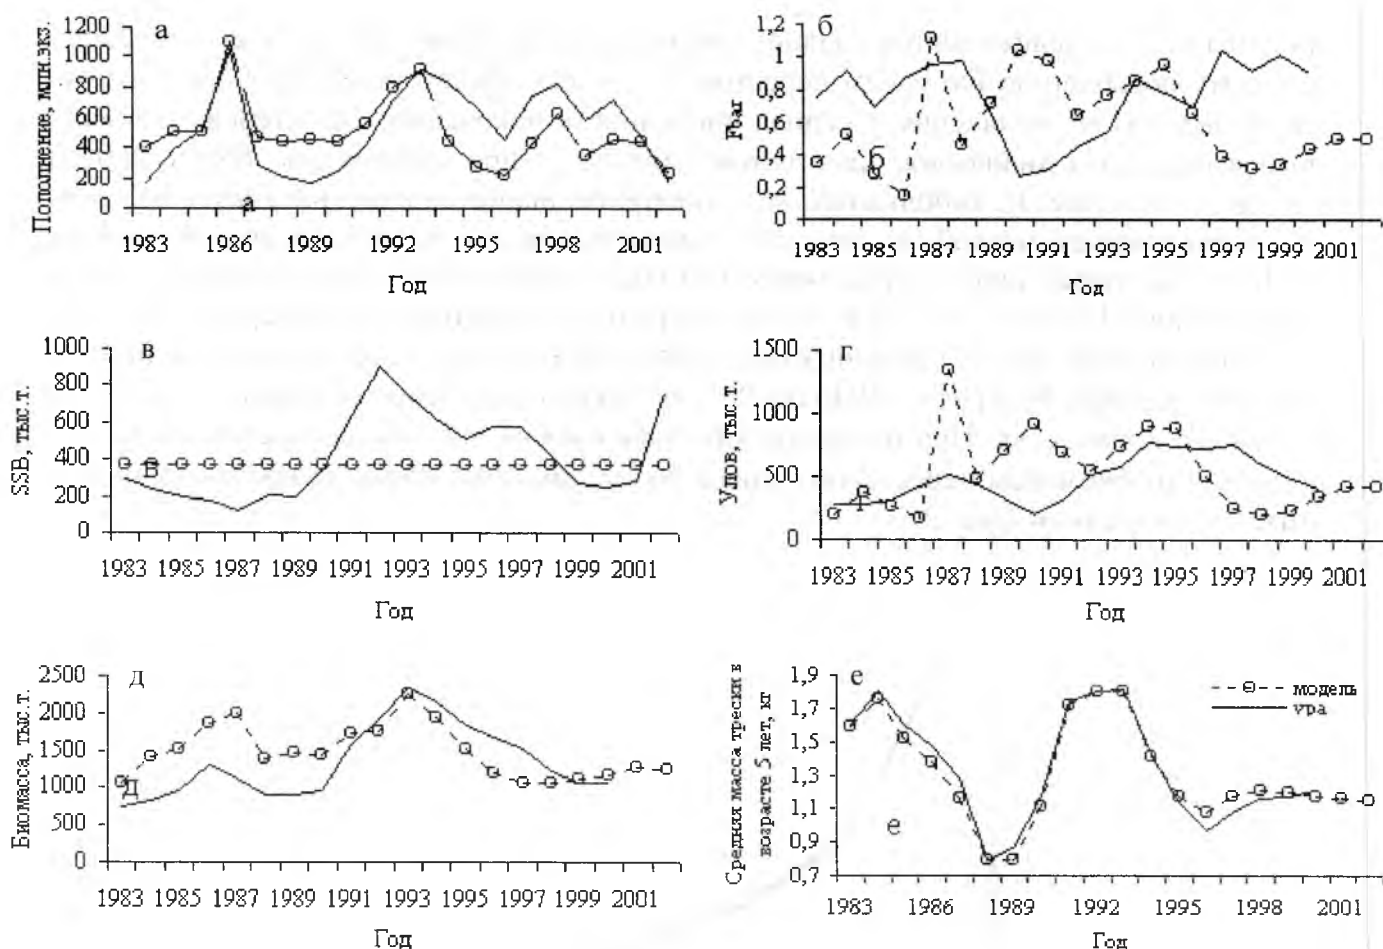 а
Пополнение, млн.экз.
1200
1000
800
600
400
200
0
а
1983 1986 1989 1992 1995 1998 2001
Год
б
Fбаг
1,2
1
0,8
0,6
0,4
0,2
0
б
1983 1985 1987 1989 1991 1993 1995 1997 1999 2001
Год
в
SSB, тыс.т.
1000
800
600
400
200
0
в
1983 1985 1987 1989 1991 1993 1995 1997 1999 2001
Год
г
Улов, тыс.т.
1500
1000
500
0
г
1983 1985 1987 1989 1991 1993 1995 1997 1999 2001
Год
д
Биомасса, тыс.т.
2500
2000
1500
1000
500
0
д
1983 1985 1987 1989 1991 1993 1995 1997 1999 2001
Год
е
Средняя масса трески в
возрасте 5 лет, кг
1,9
1,7
1,5
1,3
1,1
0,9
0,7
е
модель
vpa
1983 1986 1989 1992 1995 1998 2001
Год